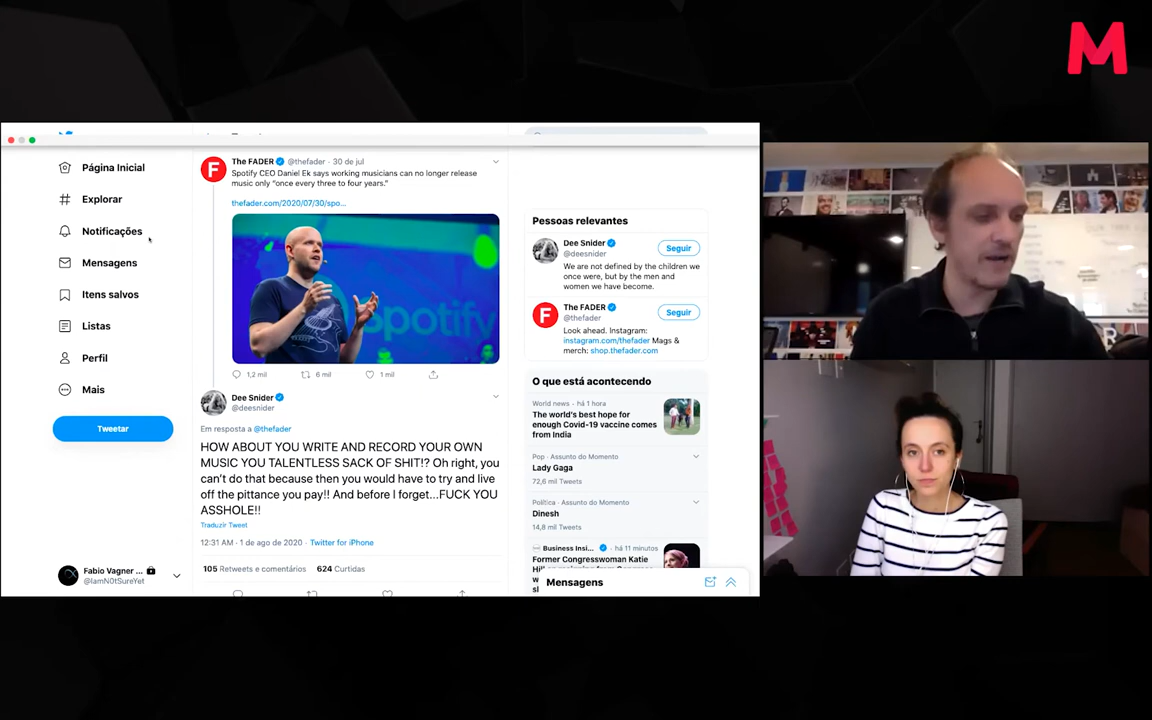 M
Página Inicial
Explorar
Notificações
Mensagens
Itens salvos
Listas
Perfil
Mais
Tweetar
Fabio Vagner ...
@IamN0tSureYet
The FADER @thefader · 30 de jul
Spotify CEO Daniel Ek says working musicians can no longer release
music only "once every three to four years."
thefader.com/2020/07/30/spo...
spotify
1,2 mil 6 mil 1 mil
Dee Snider
@deesnider
Em resposta a @thefader
HOW ABOUT YOU WRITE AND RECORD YOUR OWN
MUSIC YOU TALENTLESS SACK OF SHIT!? Oh right, you
can't do that because then you would have to try and live
off the pittance you pay!! And before I forget...FUCK YOU
ASSHOLE!!
Traduzir Tweet
12:31 AM · 1 de ago de 2020 · Twitter for iPhone
105 Retweets e comentários 624 Curtidas
Pessoas relevantes
Dee Snider
@deesnider
Seguir
We are not defined by the children we
once were, but by the men and
women we have become.
The FADER
@thefader
Seguir
Look ahead. Instagram:
instagram.com/thefader Mags &
merch: shop.thefader.com
O que está acontecendo
World news · há 1 hora
The world's best hope for
enough Covid-19 vaccine comes
from India
Pop · Assunto do Momento
Lady Gaga
72,6 mil Tweets
Política · Assunto do Momento
Dinesh
14,8 mil Tweets
Business Insi... · há 11 minutos
Former Congresswoman Katie
Mensagens